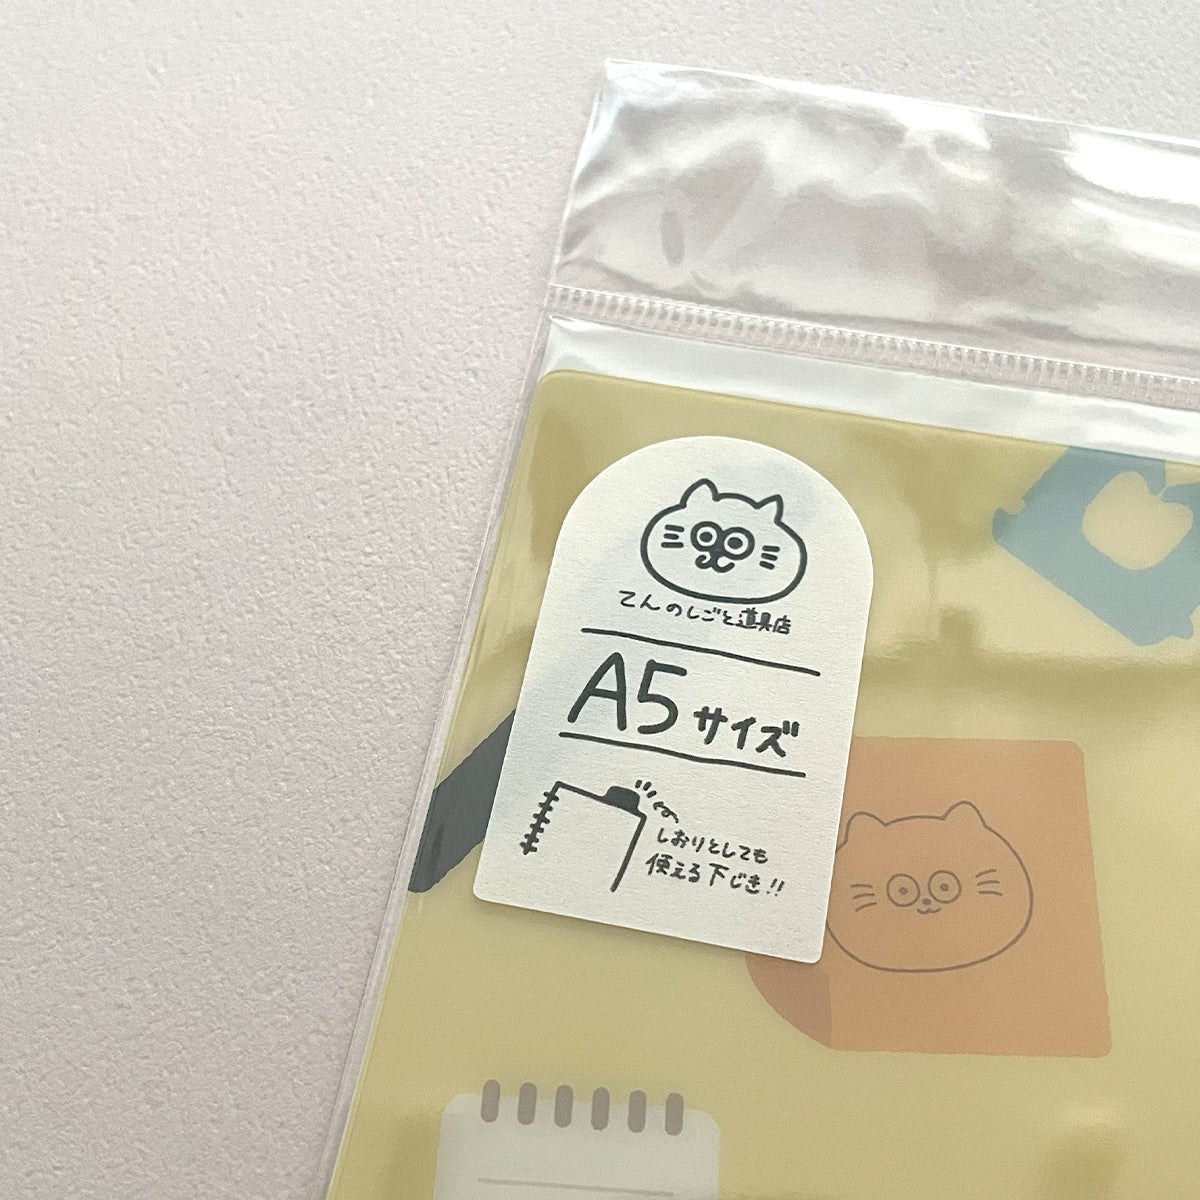 てんのしごと道具店
A5サイズ
しおりとしても
使える下じき!!